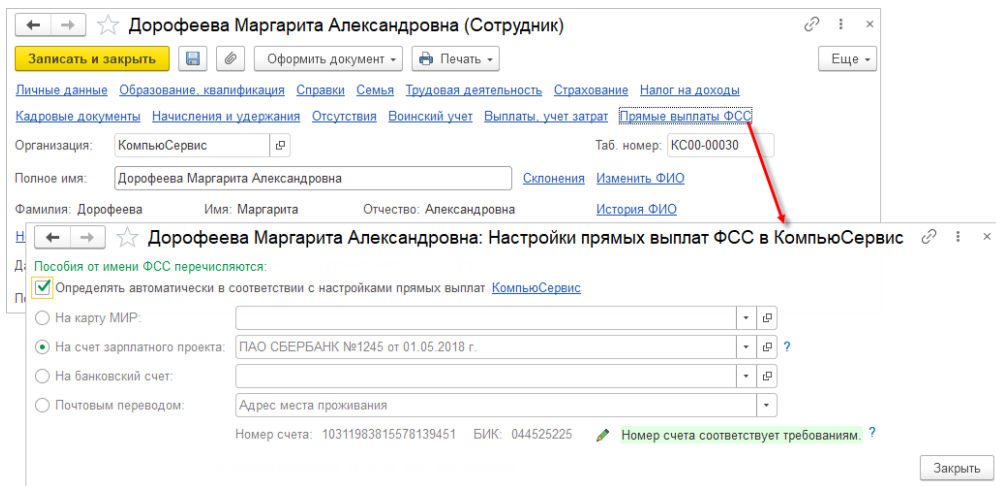 Дорофеева Маргарита Александровна (Сотрудник)
Записать и закрыть Оформить документ Печать Еще
Личные данные Образование, квалификация Справки Семья Трудовая деятельность Страхование Налог на доходы
Кадровые документы Начисления и удержания Отсутствия Воинский учет Выплаты, учет затрат Прямые выплаты ФСС
Организация: КомпьюСервис Таб. номер: КС00-00030
Полное имя: Дорофеева Маргарита Александровна Склонения Изменить ФИО
Фамилия: Дорофеева Имя: Маргарита Отчество: Александровна История ФИО
Дорофеева Маргарита Александровна: Настройки прямых выплат ФСС в КомпьюСервис
Пособия от имени ФСС перечисляются:
Определять автоматически в соответствии с настройками прямых выплат КомпьюСервис
На карту МИР:
На счет зарплатного проекта: ПАО СБЕРБАНК №1245 от 01.05.2018 г. ?
На банковский счет:
Почтовым переводом: Адрес места проживания
Номер счета: 10311983815578139451 БИК: 044525225 Номер счета соответствует требованиям. ?
Закрыть